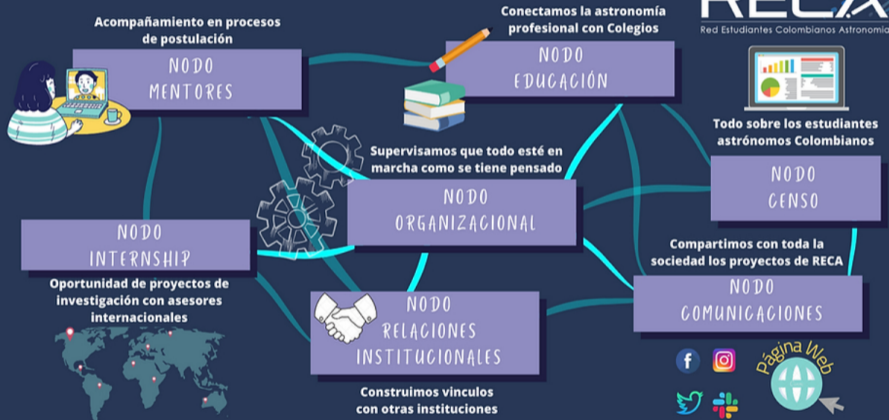 Acompañamiento en procesos
de postulación
NODO
MENTORES
Conectamos la astronomía
profesional con Colegios
NODO
EDUCACIÓN
RECA
Red Estudiantes Colombianos Astronomía
Todo sobre los estudiantes
astrónomos Colombianos
NODO
CENSO
Supervisamos que todo esté en
marcha como se tiene pensado
NODO
ORGANIZACIONAL
NODO
INTERNSHIP
Oportunidad de proyectos de
investigación con asesores
internacionales
NODO
RELACIONES
INSTITUCIONALES
Construimos vinculos
con otras instituciones
Compartimos con toda la
sociedad los proyectos de RECA
NODO
COMUNICACIONES
Página Web